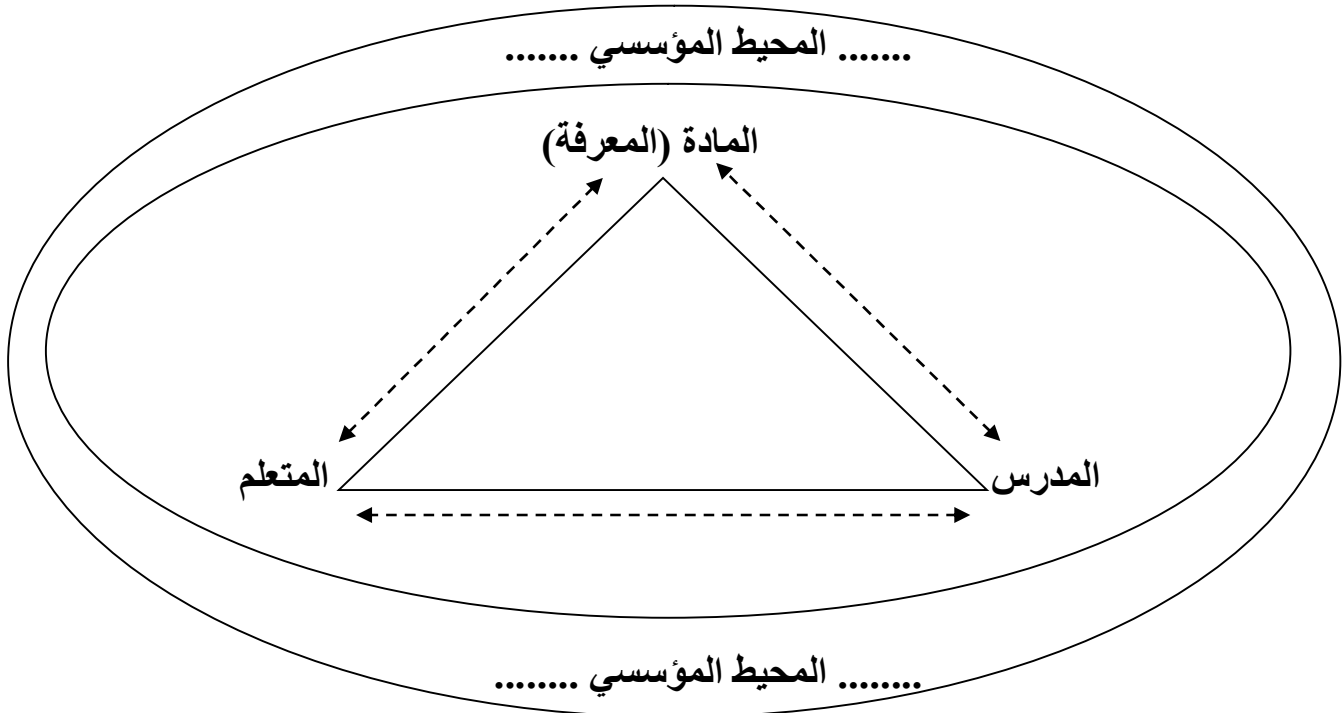 ....... المحيط المؤسسي .......
المادة (المعرفة)
المدرس
المتعلم
........ المحيط المؤسسي ........